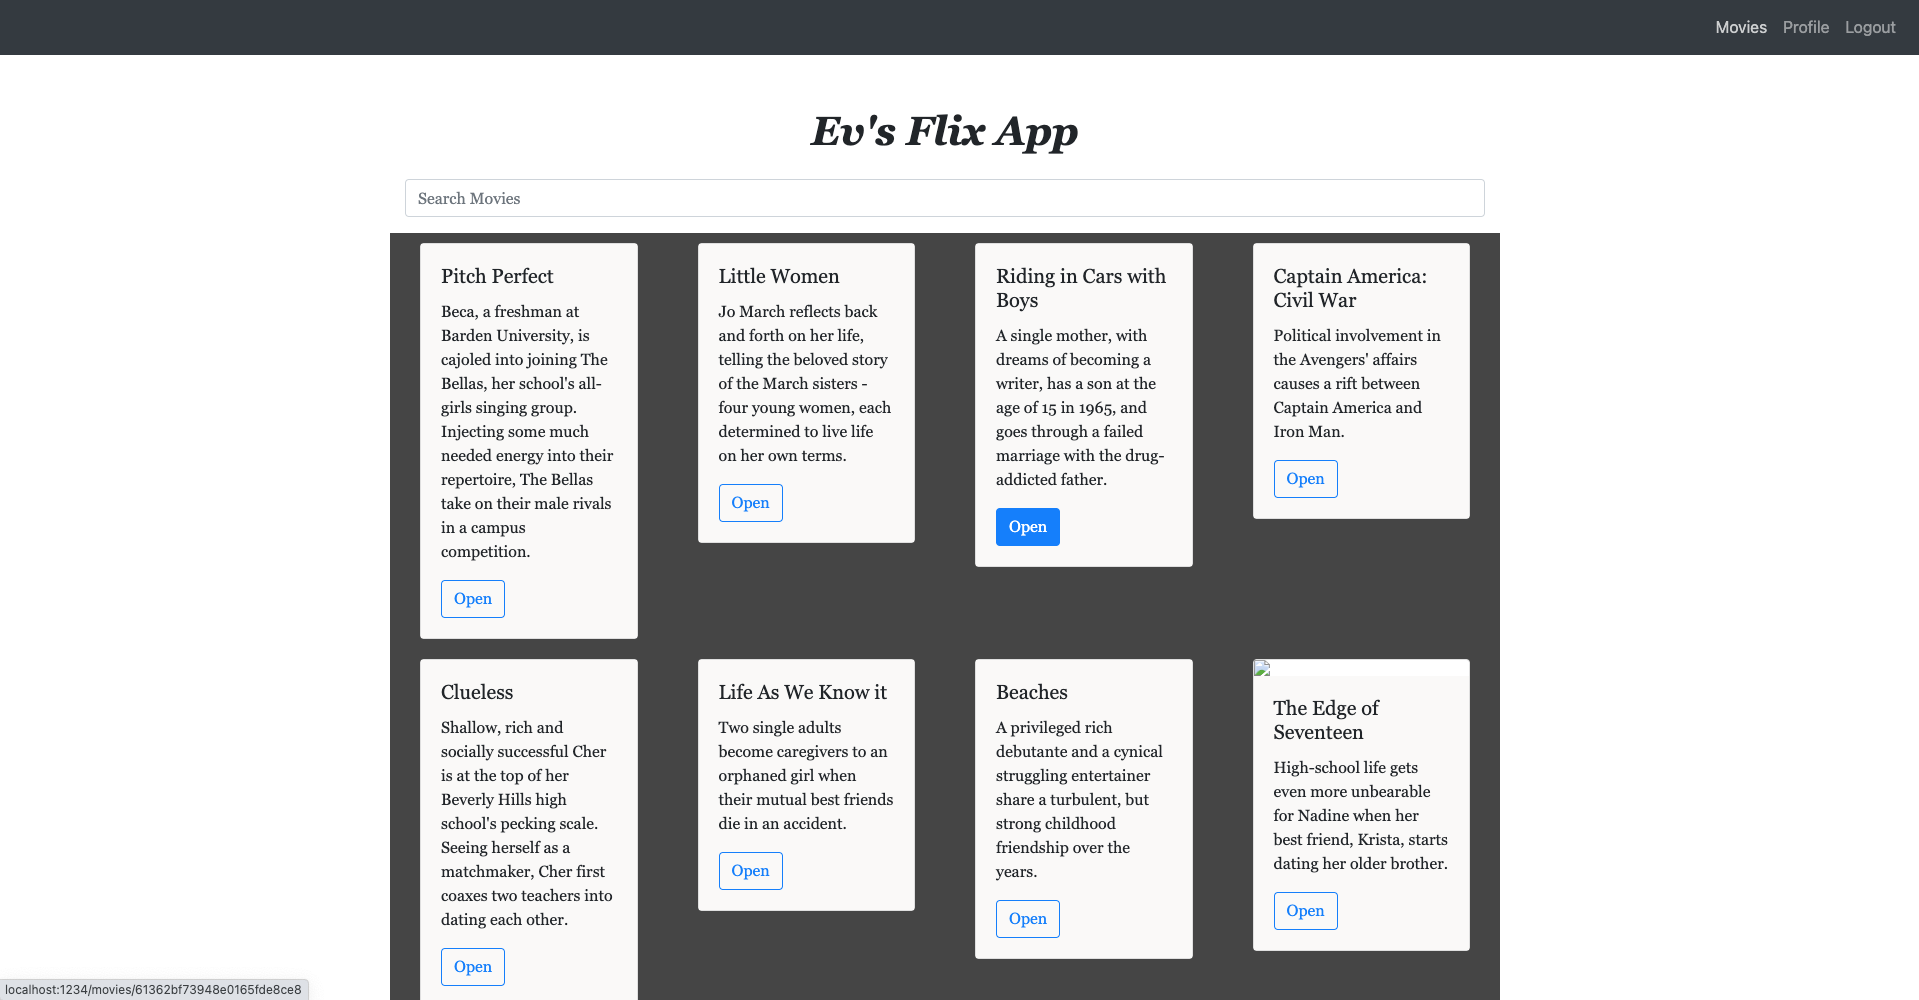 Movies Profile Logout
Ev's Flix App
Search Movies
Pitch Perfect
Beca, a freshman at
Barden University, is
cajoled into joining The
Bellas, her school's all-
girls singing group.
Injecting some much
needed energy into their
repertoire, The Bellas
take on their male rivals
in a campus
competition.
Open
Little Women
Jo March reflects back
and forth on her life,
telling the beloved story
of the March sisters -
four young women, each
determined to live life
on her own terms.
Open
Riding in Cars with
Boys
A single mother, with
dreams of becoming a
writer, has a son at the
age of 15 in 1965, and
goes through a failed
marriage with the drug-
addicted father.
Open
Captain America:
Civil War
Political involvement in
the Avengers' affairs
causes a rift between
Captain America and
Iron Man.
Open
Clueless
Shallow, rich and
socially successful Cher
is at the top of her
Beverly Hills high
school's pecking scale.
Seeing herself as a
matchmaker, Cher first
coaxes two teachers into
dating each other.
Open
Life As We Know it
Two single adults
become caregivers to an
orphaned girl when
their mutual best friends
die in an accident.
Open
Beaches
A privileged rich
debutante and a cynical
struggling entertainer
share a turbulent, but
strong childhood
friendship over the
years.
Open
The Edge of
Seventeen
High-school life gets
even more unbearable
for Nadine when her
best friend, Krista, starts
dating her older brother.
Open
localhost:1234/movies/61362bf73948e0165fde8ce8